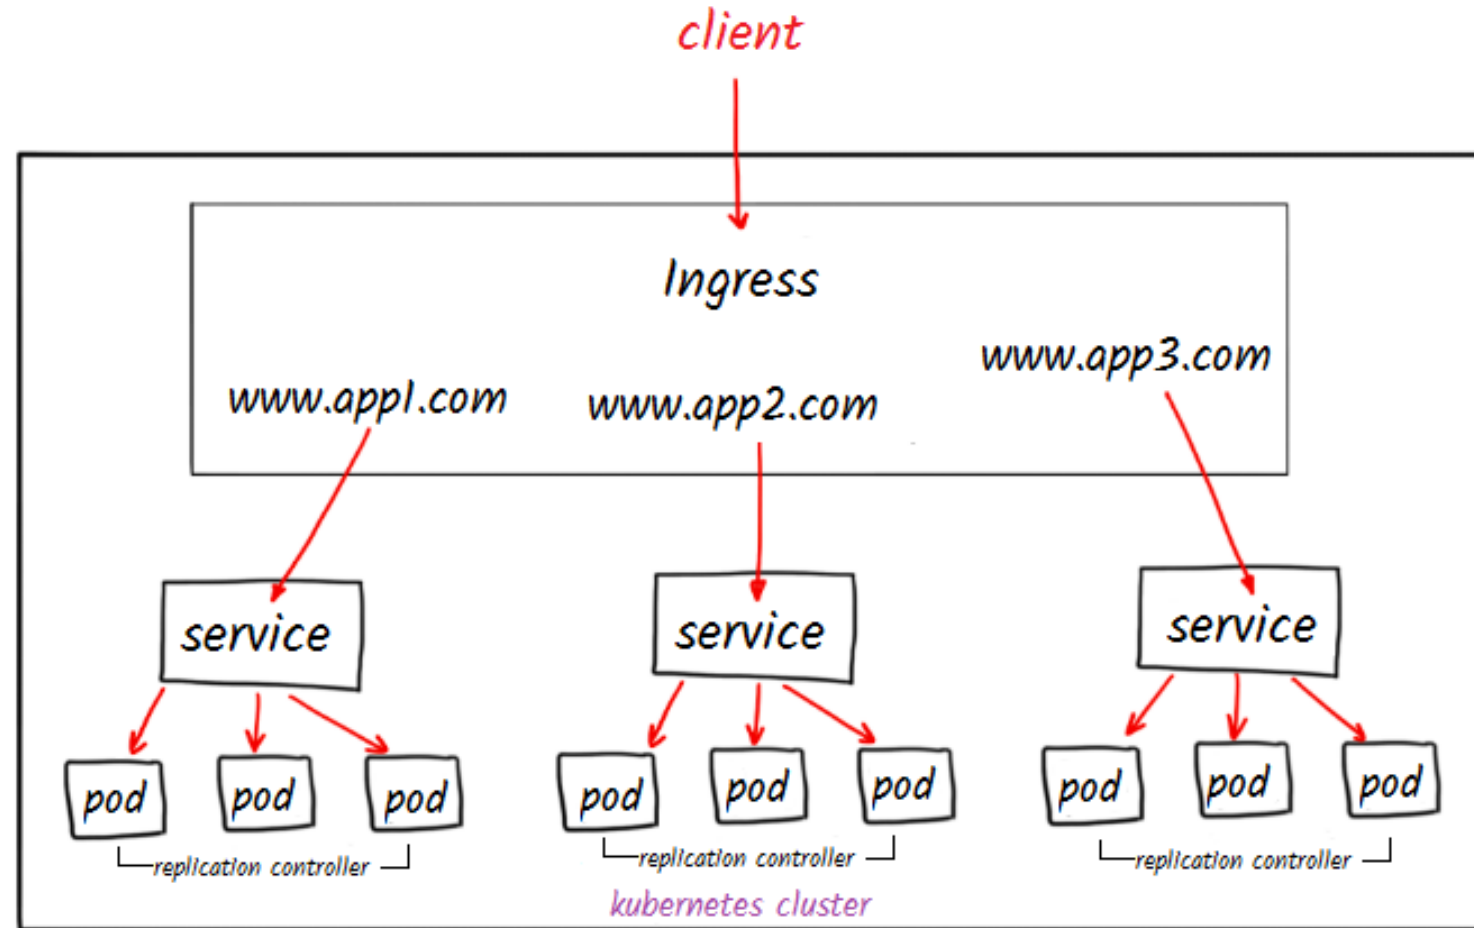 client
Ingress
www.app1.com
www.app2.com
www.app3.com
service
service
service
pod
pod
pod
pod
pod
pod
pod
pod
pod
replication controller
replication controller
replication controller
kubernetes cluster